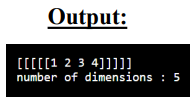 Output:
[[[[[1 2 3 4]]]]]
number of dimensions : 5